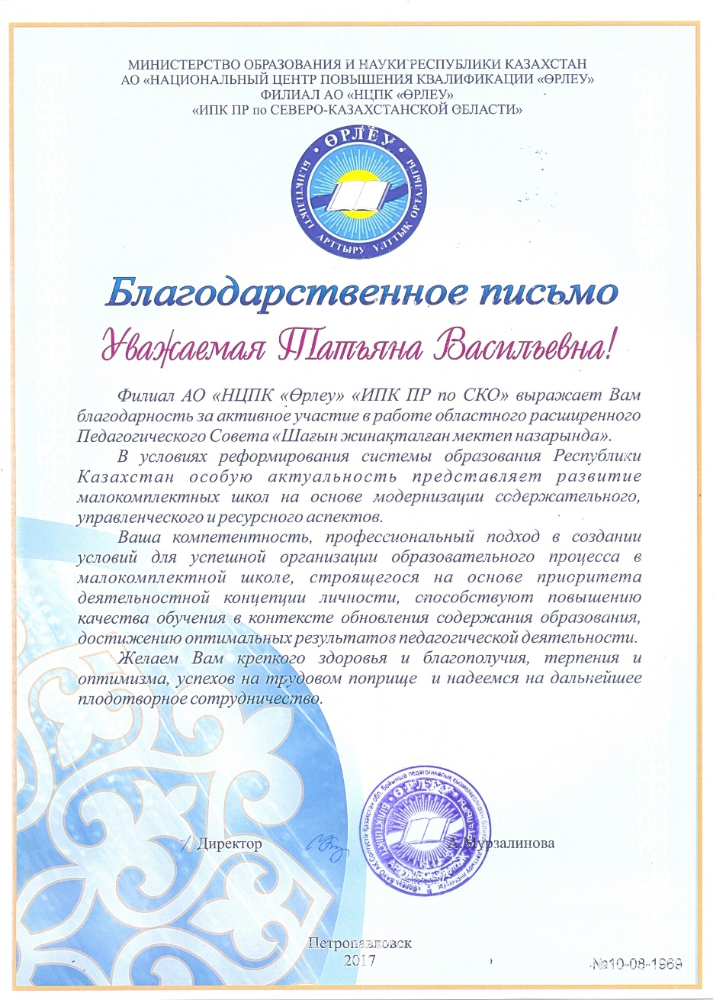 МИНИСТЕРСТВО ОБРАЗОВАНИЯ И НАУКИ РЕСПУБЛИКИ КАЗАХСТАН
АО «НАЦИОНАЛЬНЫЙ ЦЕНТР ПОВЫШЕНИЯ КВАЛИФИКАЦИИ «ӨРЛЕУ»
ФИЛИАЛ АО «НЦПК «ӨРЛЕУ»
«ИПК ПР по СЕВЕРО-КАЗАХСТАНСКОЙ ОБЛАСТИ»
ӨРЛЕУ
БІЛІКТІЛІКТІ АРТТЫРУ ҰЛТТЫҚ ОРТАЛЫҒЫ
Благодарственное письмо
Уважаемая Татьяна Васильевна!
Филиал АО «НЦПК «Өрлеу» «ИПК ПР по СКО» выражает Вам
благодарность за активное участие в работе областного расширенного
Педагогического Совета «Шағын жинақталған мектеп назарында».
В условиях реформирования системы образования Республики
Казахстан особую актуальность представляет развитие
малокомплектных школ на основе модернизации содержательного,
управленческого и ресурсного аспектов.
Ваша компетентность, профессиональный подход в создании
условий для успешной организации образовательного процесса в
малокомплектной школе, строящегося на основе приоритета
деятельностной концепции личности, способствуют повышению
качества обучения в контексте обновления содержания образования,
достижению оптимальных результатов педагогической деятельности.
Желаем Вам крепкого здоровья и благополучия, терпения и
оптимизма, успехов на трудовом поприще и надеемся на дальнейшее
плодотворное сотрудничество.
Директор
А.Мурзалинова
Петропавловск
2017
№10-08-1969